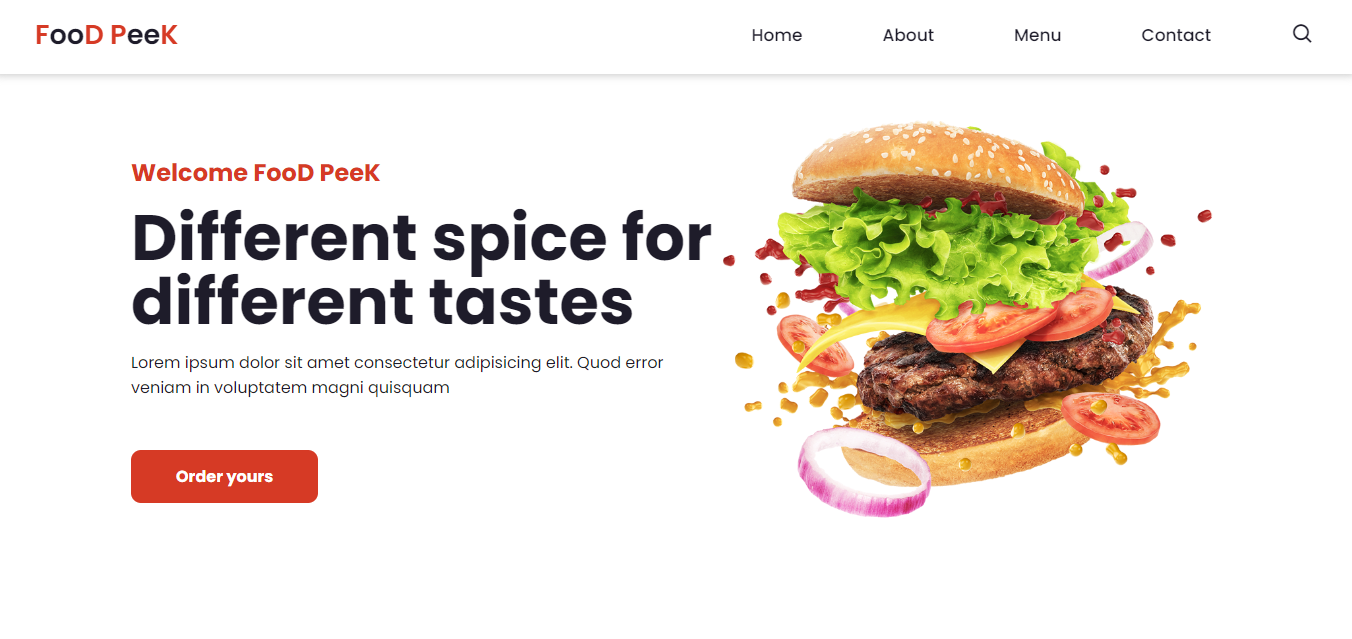 FooD PeeK
Home About Menu Contact
Welcome FooD PeeK
Different spice for
different tastes
Lorem ipsum dolor sit amet consectetur adipisicing elit. Quod error
veniam in voluptatem magni quisquam
Order yours